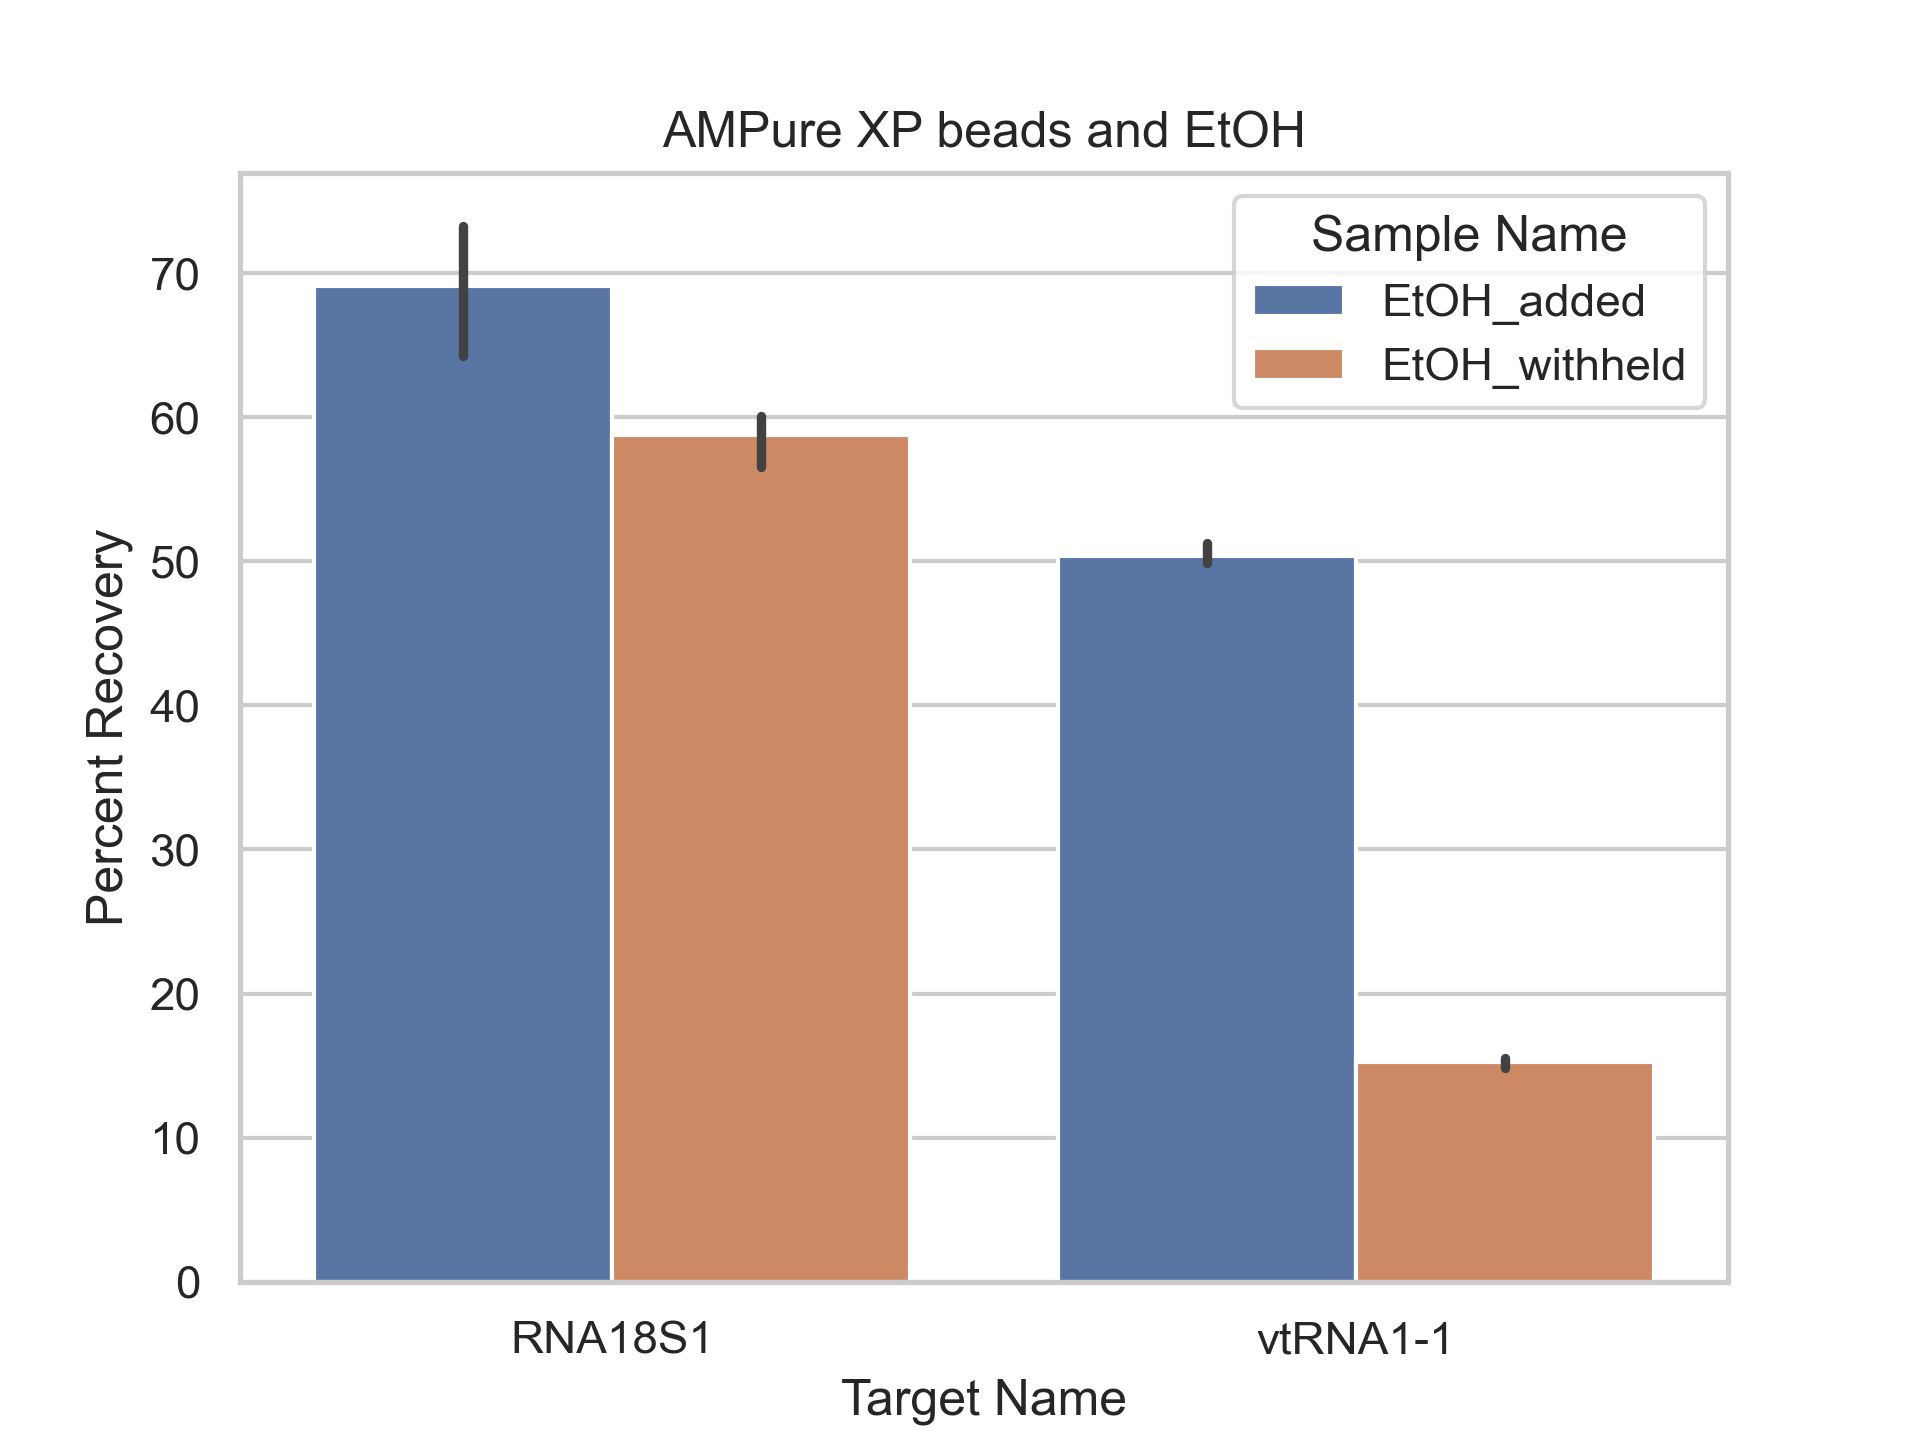 AMPure XP beads and EtOH
Sample Name
EtOH_added
EtOH_withheld
Percent Recovery
70
60
50
40
30
20
10
0
RNA18S1
vtRNA1-1
Target Name